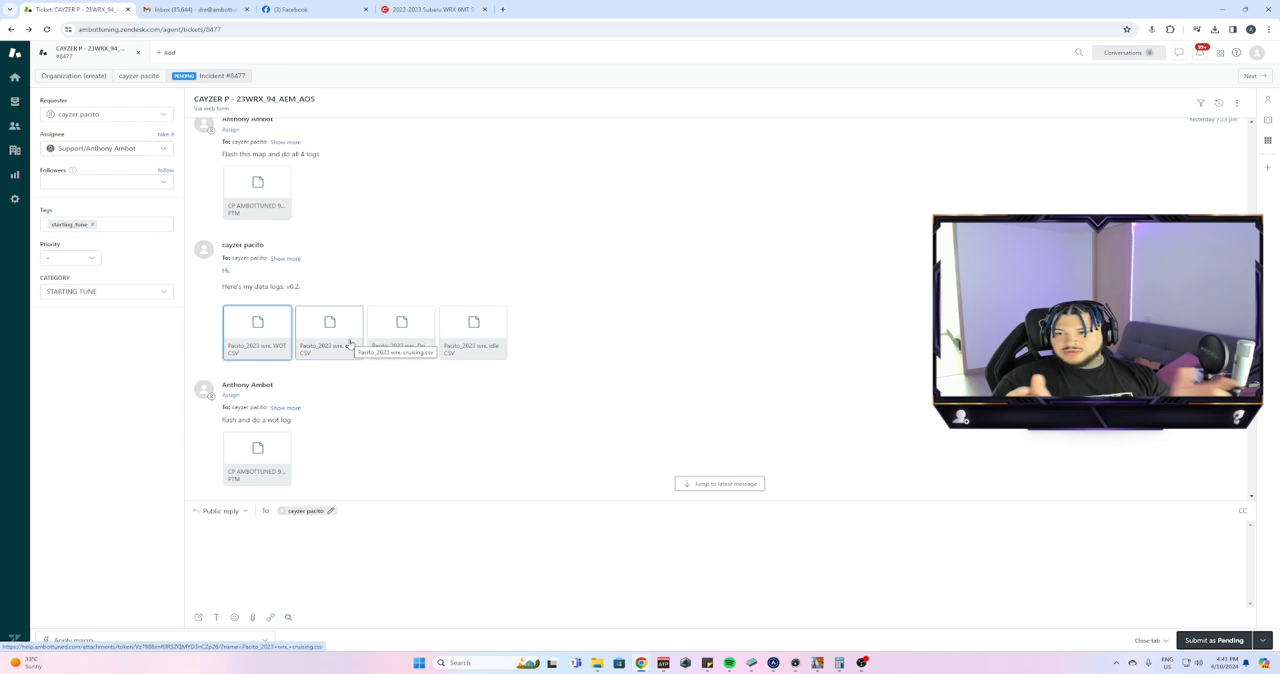 Ticket: CAYZER P - 23WRX_94_
Inbox (35,644) - dre@ambottun
(3) Facebook
2022-2023 Subaru WRX 6MT S
ambottuning.zendesk.com/agent/tickets/8477
CAYZER P - 23WRX_94_...
#8477
+ Add
Conversations 0
99+
Organization (create)
cayzer pacito
PENDING Incident #8477
Next
Requester
cayzer pacito
Assignee
take it
Support/Anthony Ambot
Followers
follow
Tags
starting_tune
Priority
-
CATEGORY
STARTING TUNE
CAYZER P - 23WRX_94_AEM_AOS
Via web form
Anthony Ambot
Yesterday 7:23 pm
Assign
To: cayzer pacito Show more
Flash this map and do all 4 logs
CP AMBOTTUNED 9...
PTM
cayzer pacito
To: cayzer pacito Show more
Hi.
Here's my data logs. v0.2.
Pacito_2023 wrx. WOT
CSV
Pacito_2023 wrx.
CSV
Pacito_2023 wrx. idle
CSV
Pacito_2023 wrx. cruising.csv
Anthony Ambot
Assign
To: cayzer pacito Show more
flash and do a wot log
CP AMBOTTUNED 9...
PTM
Jump to latest message
Public reply
To
cayzer pacito
CC
Apply macro
Close tab
Submit as Pending
33°C
Sunny
Search
ENG
US
4:41 PM
4/10/2024